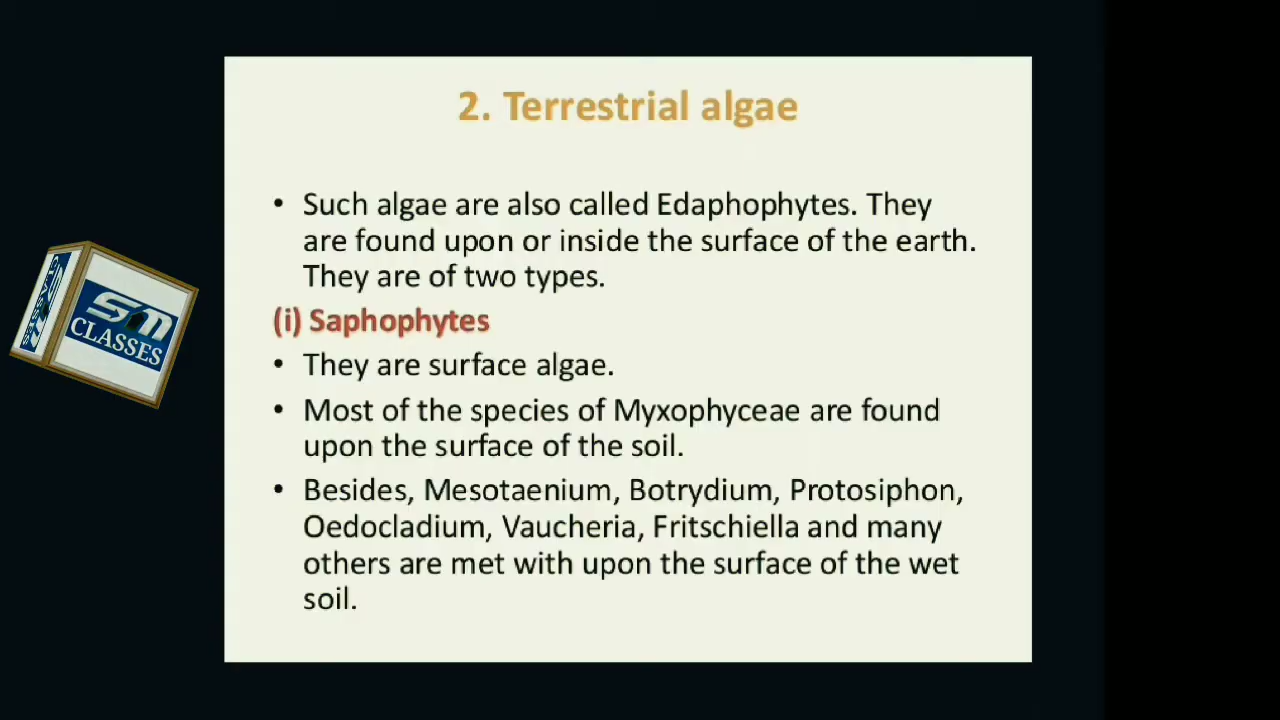 2. Terrestrial algae
• Such algae are also called Edaphophytes. They
are found upon or inside the surface of the earth.
They are of two types.
(i) Saphophytes
• They are surface algae.
• Most of the species of Myxophyceae are found
upon the surface of the soil.
• Besides, Mesotaenium, Botrydium, Protosiphon,
Oedocladium, Vaucheria, Fritschiella and many
others are met with upon the surface of the wet
soil.
SM
CLASSES